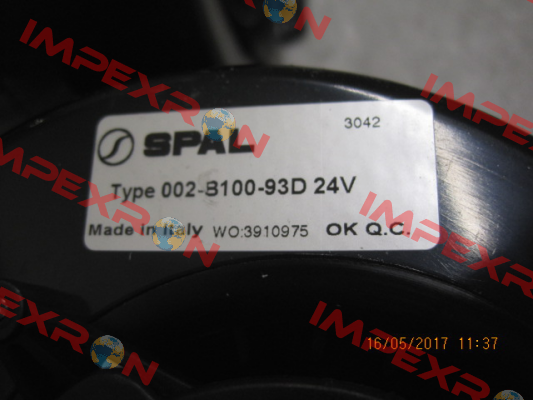 IMPEXRON
SPAL
3042
Type 002-B100-93D 24V
Made in Italy WO:3910975 OK Q.C.
IMPEXRON
IMPEXRON
16/05/2017 11:37